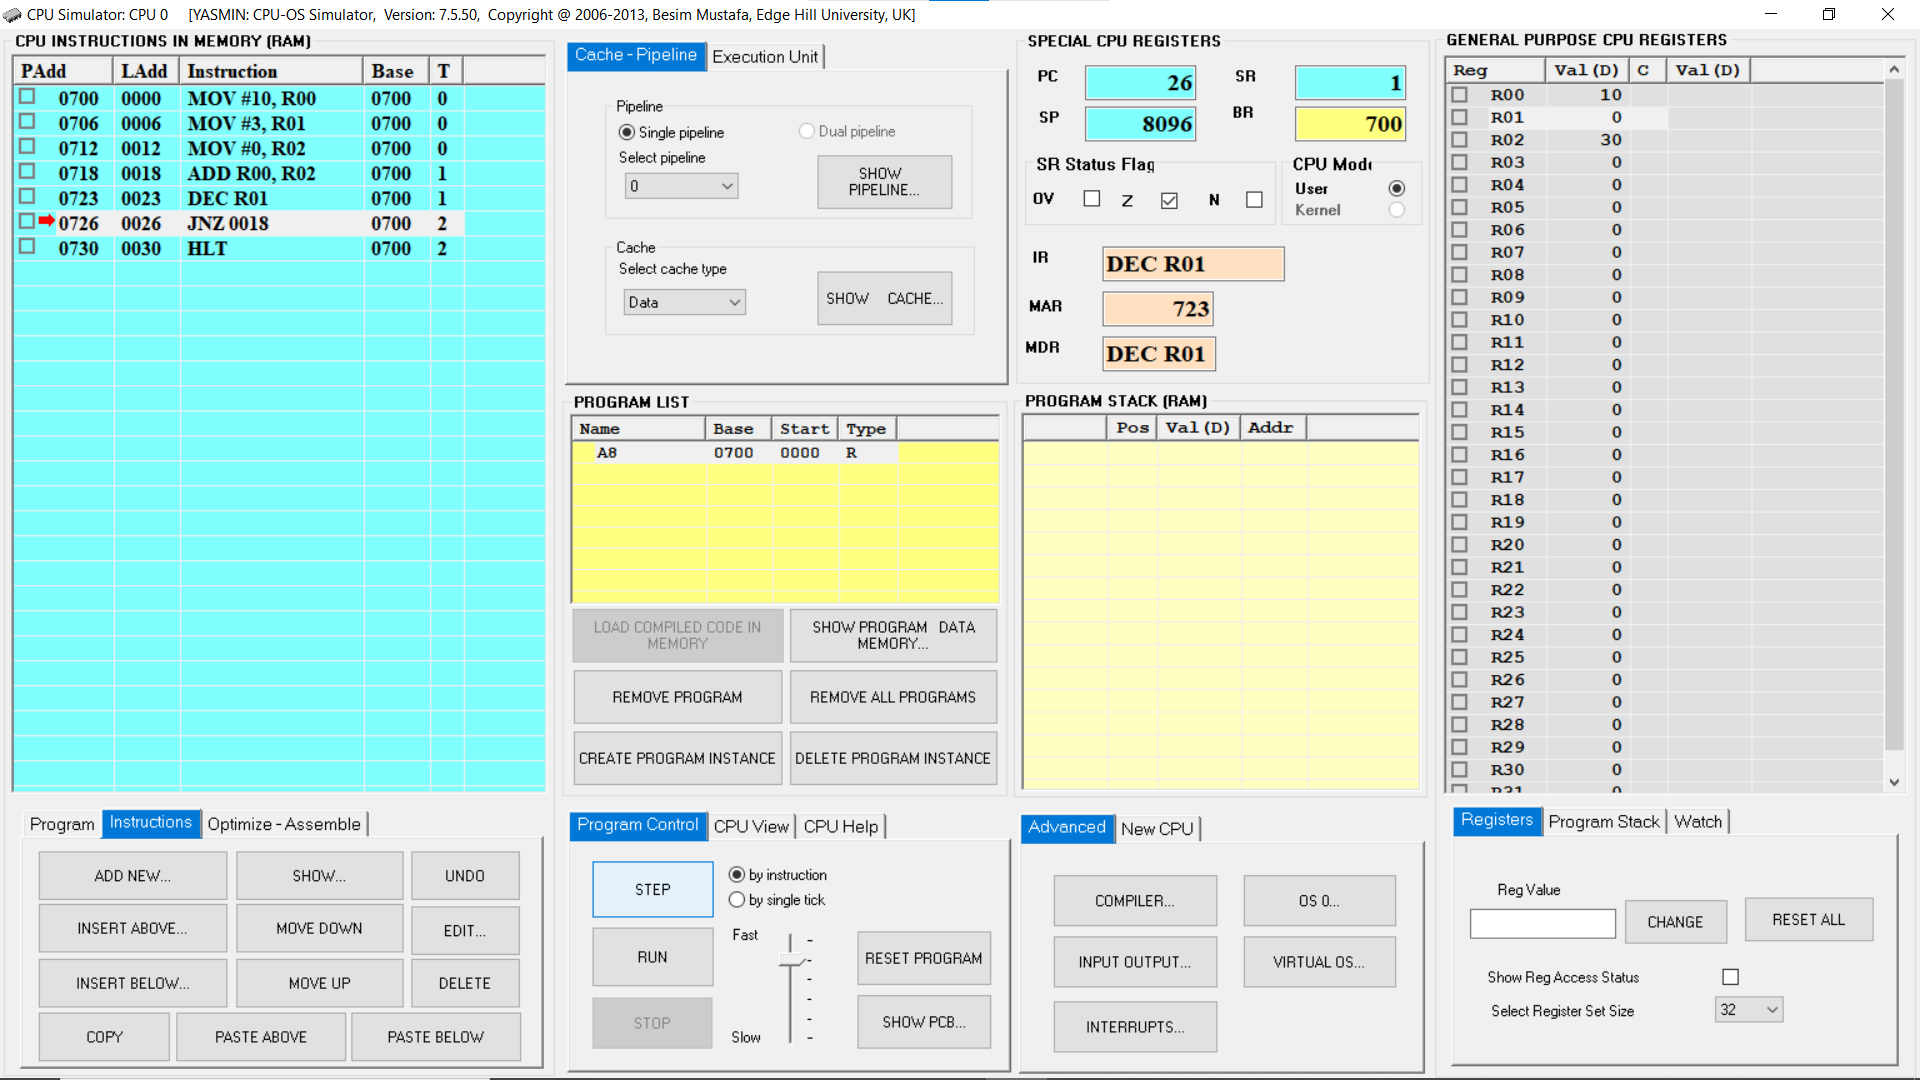 CPU Simulator: CPU 0 [YASMIN: CPU-OS Simulator, Version: 7.5.50, Copyright @ 2006-2013, Besim Mustafa, Edge Hill University, UK]
CPU INSTRUCTIONS IN MEMORY (RAM)
PAdd LAdd Instruction Base T
0700 0000 MOV #10, R00 0700 0
0706 0006 MOV #3, R01 0700 0
0712 0012 MOV #0, R02 0700 0
0718 0018 ADD R00, R02 0700 1
0723 0023 DEC R01 0700 1
0726 0026 JNZ 0018 0700 2
0730 0030 HLT 0700 2
Program Instructions Optimize - Assemble
ADD NEW... SHOW... UNDO
INSERT ABOVE... MOVE DOWN EDIT...
INSERT BELOW... MOVE UP DELETE
COPY PASTE ABOVE PASTE BELOW
Cache - Pipeline Execution Unit
Pipeline
Single pipeline Dual pipeline
Select pipeline
0
SHOW
PIPELINE...
Cache
Select cache type
Data
SHOW CACHE...
PROGRAM LIST
Name Base Start Type
A8 0700 0000 R
LOAD COMPILED CODE IN
MEMORY
SHOW PROGRAM DATA
MEMORY...
REMOVE PROGRAM REMOVE ALL PROGRAMS
CREATE PROGRAM INSTANCE DELETE PROGRAM INSTANCE
Program Control CPU View CPU Help
STEP
by instruction
by single tick
RUN
STOP
Fast
Slow
RESET PROGRAM
SHOW PCB...
SPECIAL CPU REGISTERS
PC 26 SR 1
SP 8096 BR 700
SR Status Flag
OV Z N
CPU Mode
User
Kernel
IR DEC R01
MAR 723
MDR DEC R01
PROGRAM STACK (RAM)
Pos Val (D) Addr
Advanced New CPU
COMPILER... OS 0...
INPUT OUTPUT... VIRTUAL OS...
INTERRUPTS...
GENERAL PURPOSE CPU REGISTERS
Reg Val (D) C Val (D)
R00 10
R01 0
R02 30
R03 0
R04 0
R05 0
R06 0
R07 0
R08 0
R09 0
R10 0
R11 0
R12 0
R13 0
R14 0
R15 0
R16 0
R17 0
R18 0
R19 0
R20 0
R21 0
R22 0
R23 0
R24 0
R25 0
R26 0
R27 0
R28 0
R29 0
R30 0
R31 0
Registers Program Stack Watch
Reg Value
CHANGE RESET ALL
Show Reg Access Status
Select Register Set Size 32